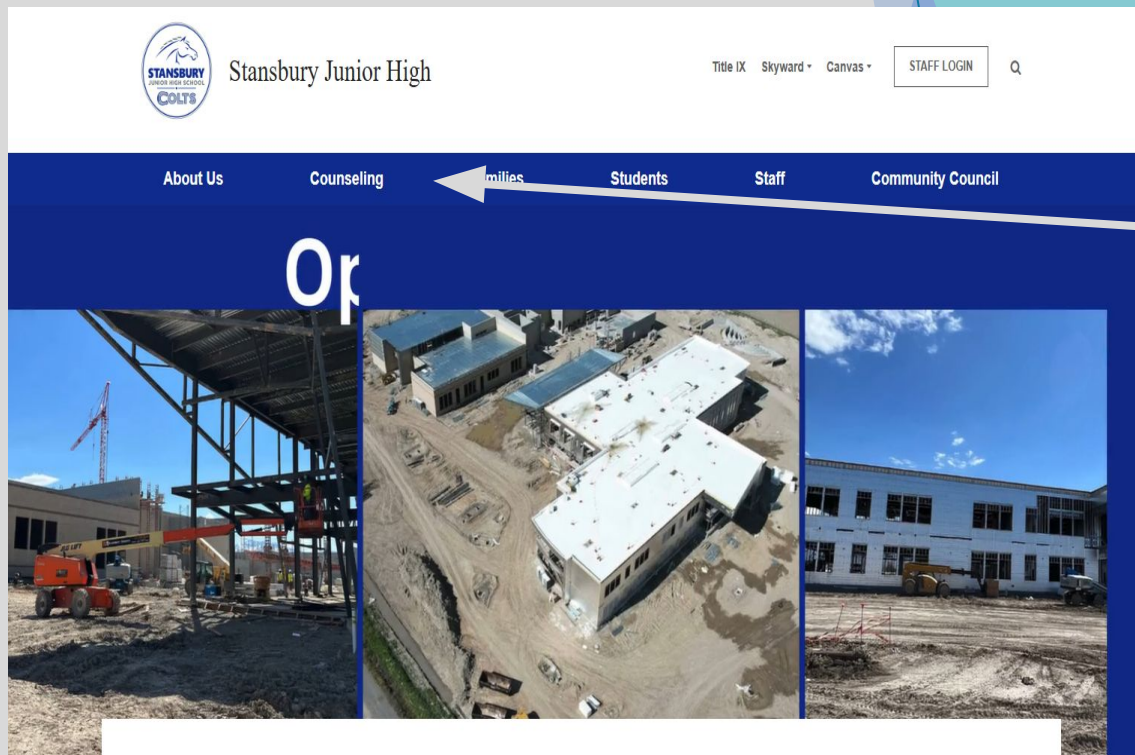 STANSBURY
JUNIOR HIGH SCHOOL
COLTS
Stansbury Junior High
Title IX Skyward Canvas STAFF LOGIN
About Us Counseling Students Staff Community Council
Op